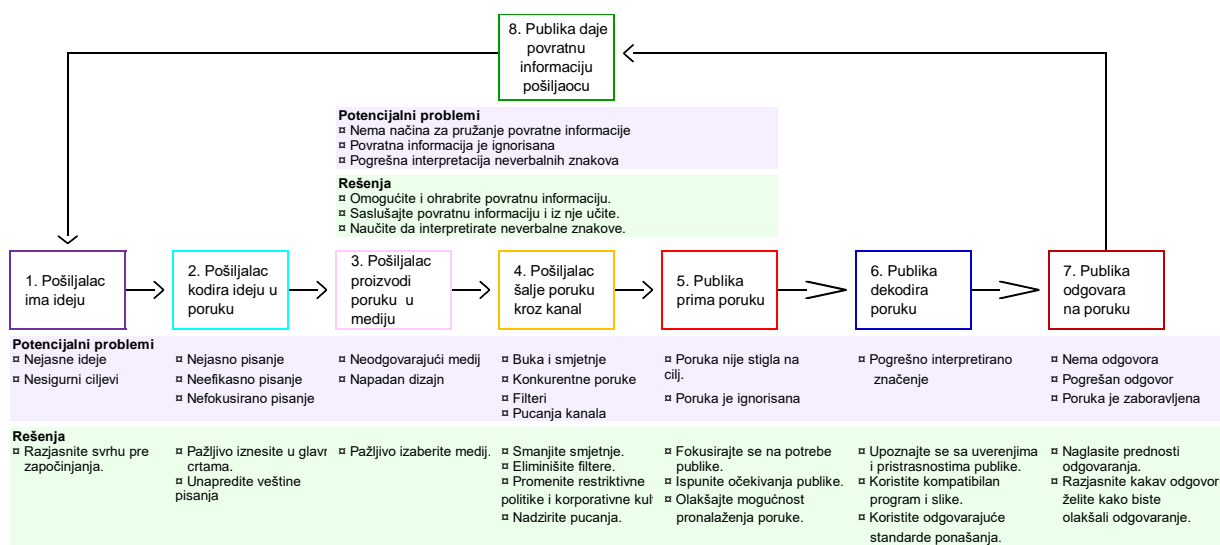 8. Publika daje
povratnu
informaciju
pošiljaocu
Potencijalni problemi
¤ Nema načina za pružanje povratne informacije
¤ Povratna informacija je ignorisana
¤ Pogrešna interpretacija neverbalnih znakova
Rešenja
¤ Omogućite i ohrabrite povratnu informaciju.
¤ Saslušajte povratnu informaciju i iz nje učite.
¤ Naučite da interpretirate neverbalne znakove.
1. Pošiljalac
ima ideju
2. Pošiljalac
kodira ideju u
poruku
3. Pošiljalac
proizvodi
poruku u
mediju
4. Pošiljalac
šalje poruku
kroz kanal
5. Publika
prima poruku
6. Publika
dekodira
poruku
7. Publika
odgovara
na poruku
Potencijalni problemi
¤ Nejasne ideje
¤ Nesigurni ciljevi
¤ Nejasno pisanje
¤ Neefikasno pisanje
¤ Nefokusirano pisanje
¤ Neodgovarajući medij
¤ Napadan dizajn
¤ Buka i smjetnje
¤ Konkurentne poruke
¤ Filteri
¤ Pucanja kanala
¤ Poruka nije stigla na
cilj.
¤ Poruka je ignorisana
¤ Pogrešno interpretirano
značenje
¤ Nema odgovora
¤ Pogrešan odgovor
¤ Poruka je zaboravljena
Rešenja
¤ Razjasnite svrhu pre
započinjanja.
¤ Pažljivo iznesite u glavr
crtama.
¤ Unapredite veštine
pisanja
¤ Pažljivo izaberite medij.
¤ Smanjite smjetnje.
¤ Eliminišite filtere.
¤ Promenite restriktivne
politike i korporativne kul
¤ Nadzirite pucanja.
¤ Fokusirajte se na potrebe
publike.
¤ Ispunite očekivanja publike.
¤ Olakšajte mogućnost
pronalaženja poruke.
¤ Upoznajte se sa uverenjima
i pristrasnostima publike.
¤ Koristite kompatibilan
program i slike.
¤ Koristite odgovarajuće
standarde ponašanja.
¤ Naglasite prednosti
odgovaranja.
¤ Razjasnite kakav odgovor
želite kako biste
olakšali odgovaranje.